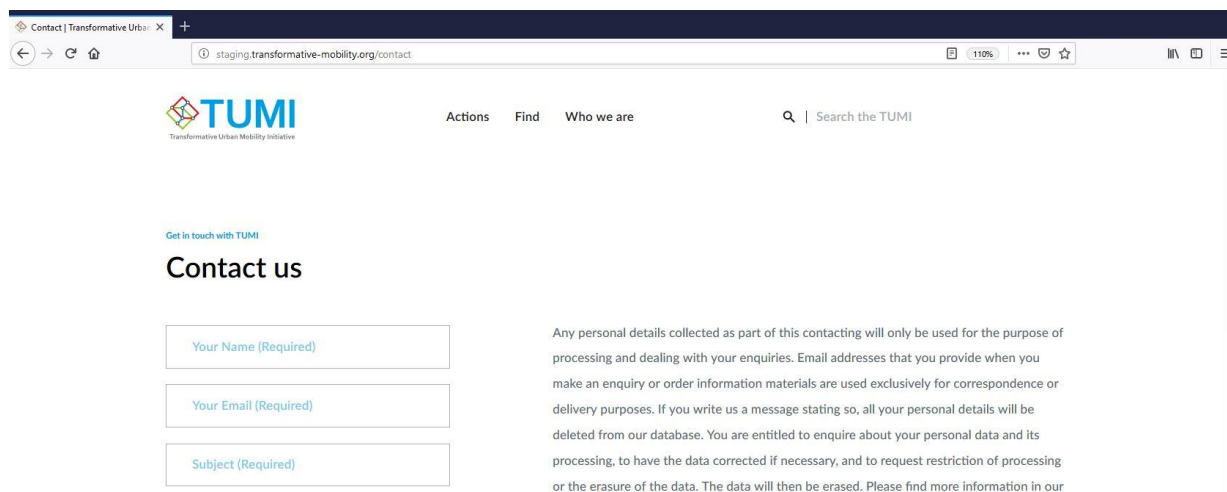 Contact | Transformative Urban
staging.transformative-mobility.org/contact
110%
TUMI
Transformative Urban Mobility Initiative
Actions Find Who we are
Search the TUMI
Get in touch with TUMI
Contact us
Your Name (Required)
Your Email (Required)
Subject (Required)
Any personal details collected as part of this contacting will only be used for the purpose of
processing and dealing with your enquiries. Email addresses that you provide when you
make an enquiry or order information materials are used exclusively for correspondence or
delivery purposes. If you write us a message stating so, all your personal details will be
deleted from our database. You are entitled to enquire about your personal data and its
processing, to have the data corrected if necessary, and to request restriction of processing
or the erasure of the data. The data will then be erased. Please find more information in our